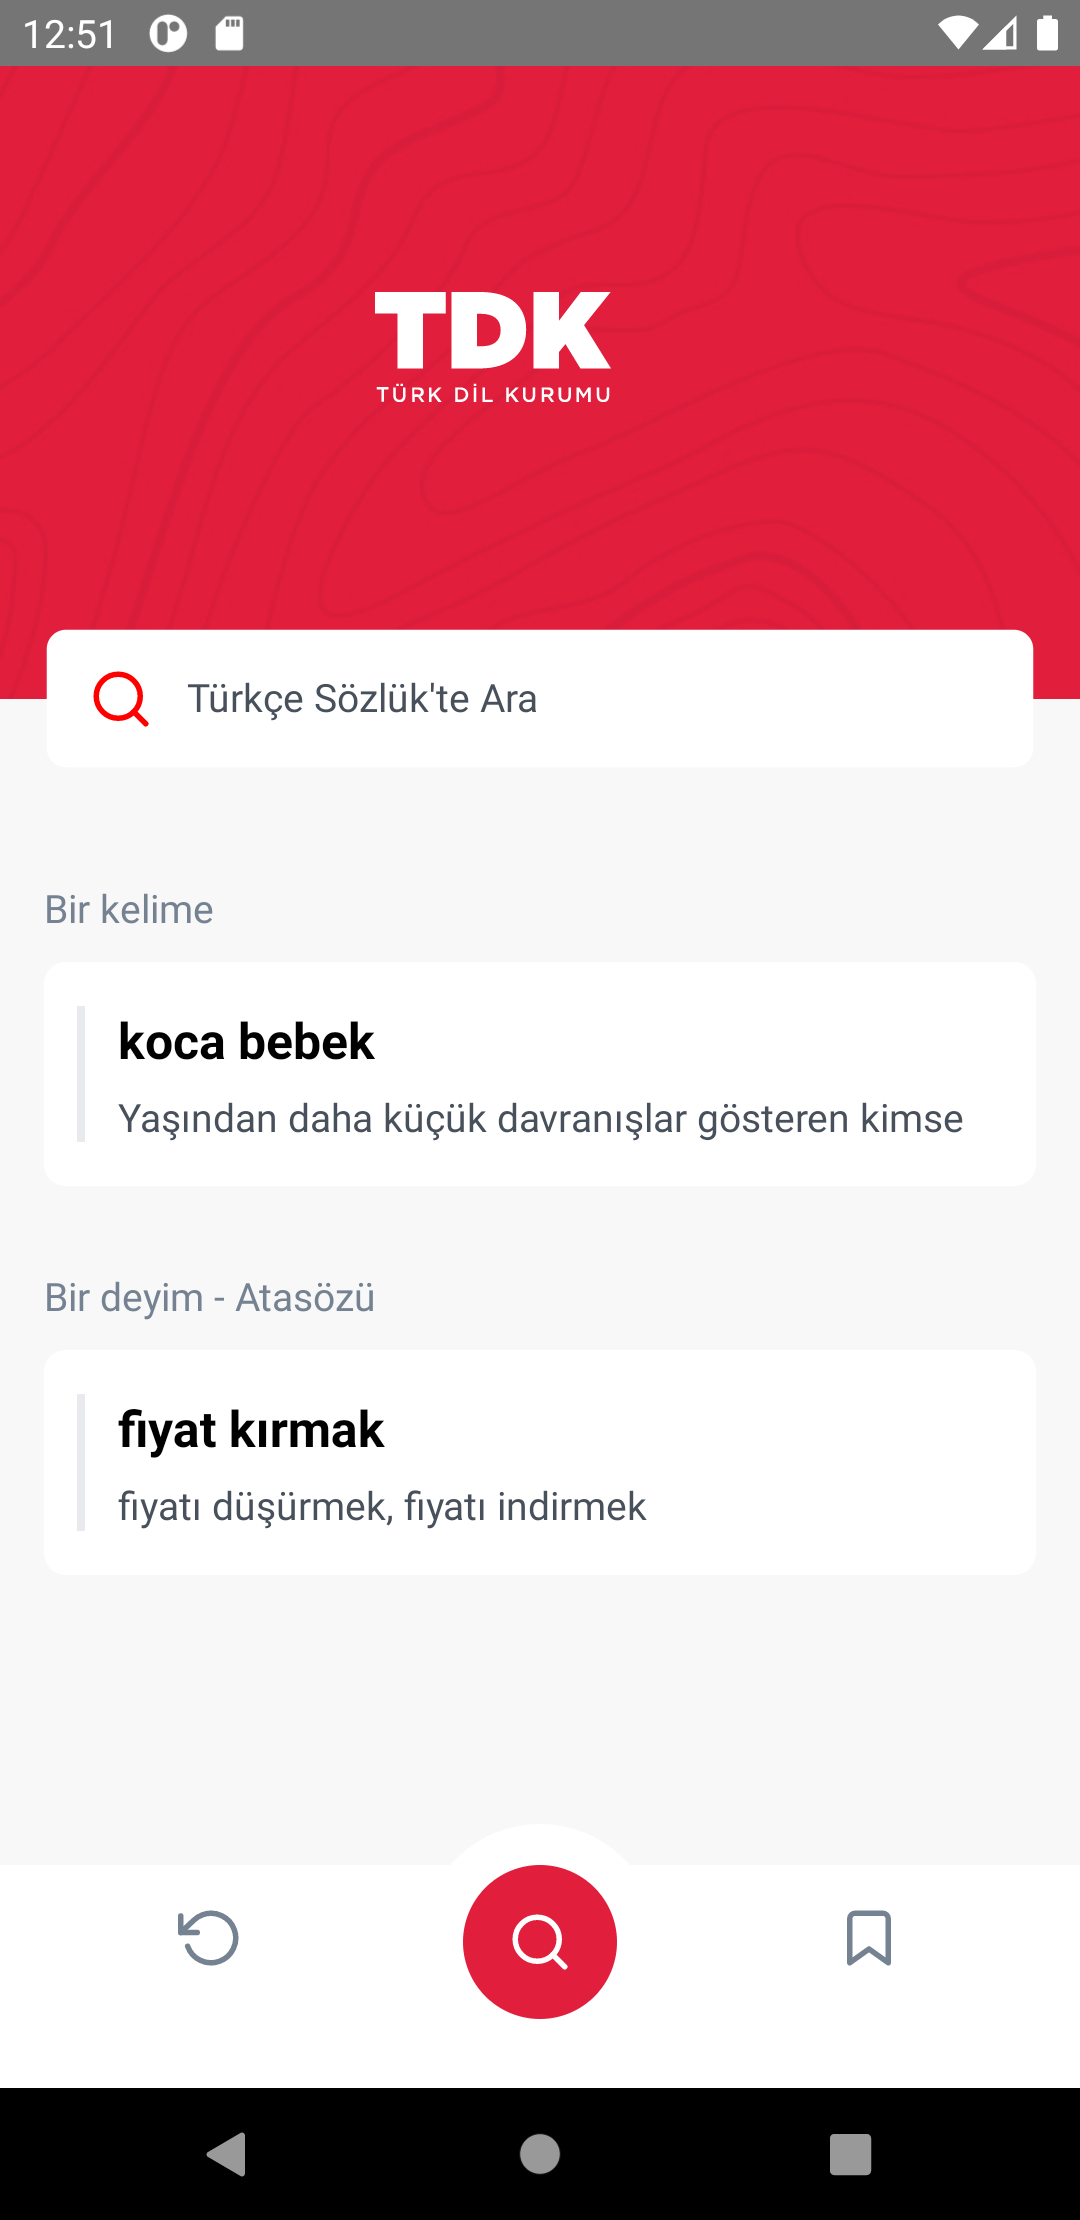 12:51
TDK
TÜRK DİL KURUMU
Türkçe Sözlük'te Ara
Bir kelime
koca bebek
Yaşından daha küçük davranışlar gösteren kimse
Bir deyim - Atasözü
fiyat kırmak
fiyatı düşürmek, fiyatı indirmek